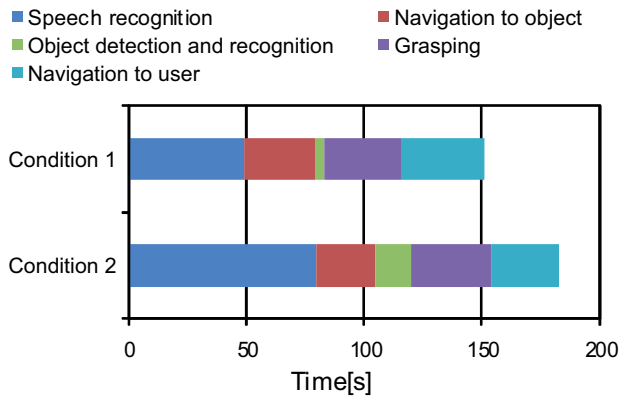 Speech recognition Navigation to object
Object detection and recognition Grasping
Navigation to user
Condition 1
Condition 2
0 50 100 150 200
Time[s]